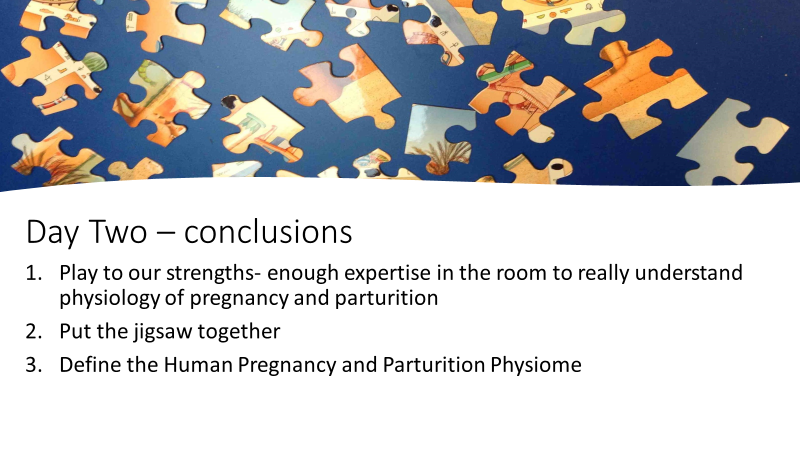 Day Two – conclusions
1. Play to our strengths- enough expertise in the room to really understand
physiology of pregnancy and parturition
2. Put the jigsaw together
3. Define the Human Pregnancy and Parturition Physiome